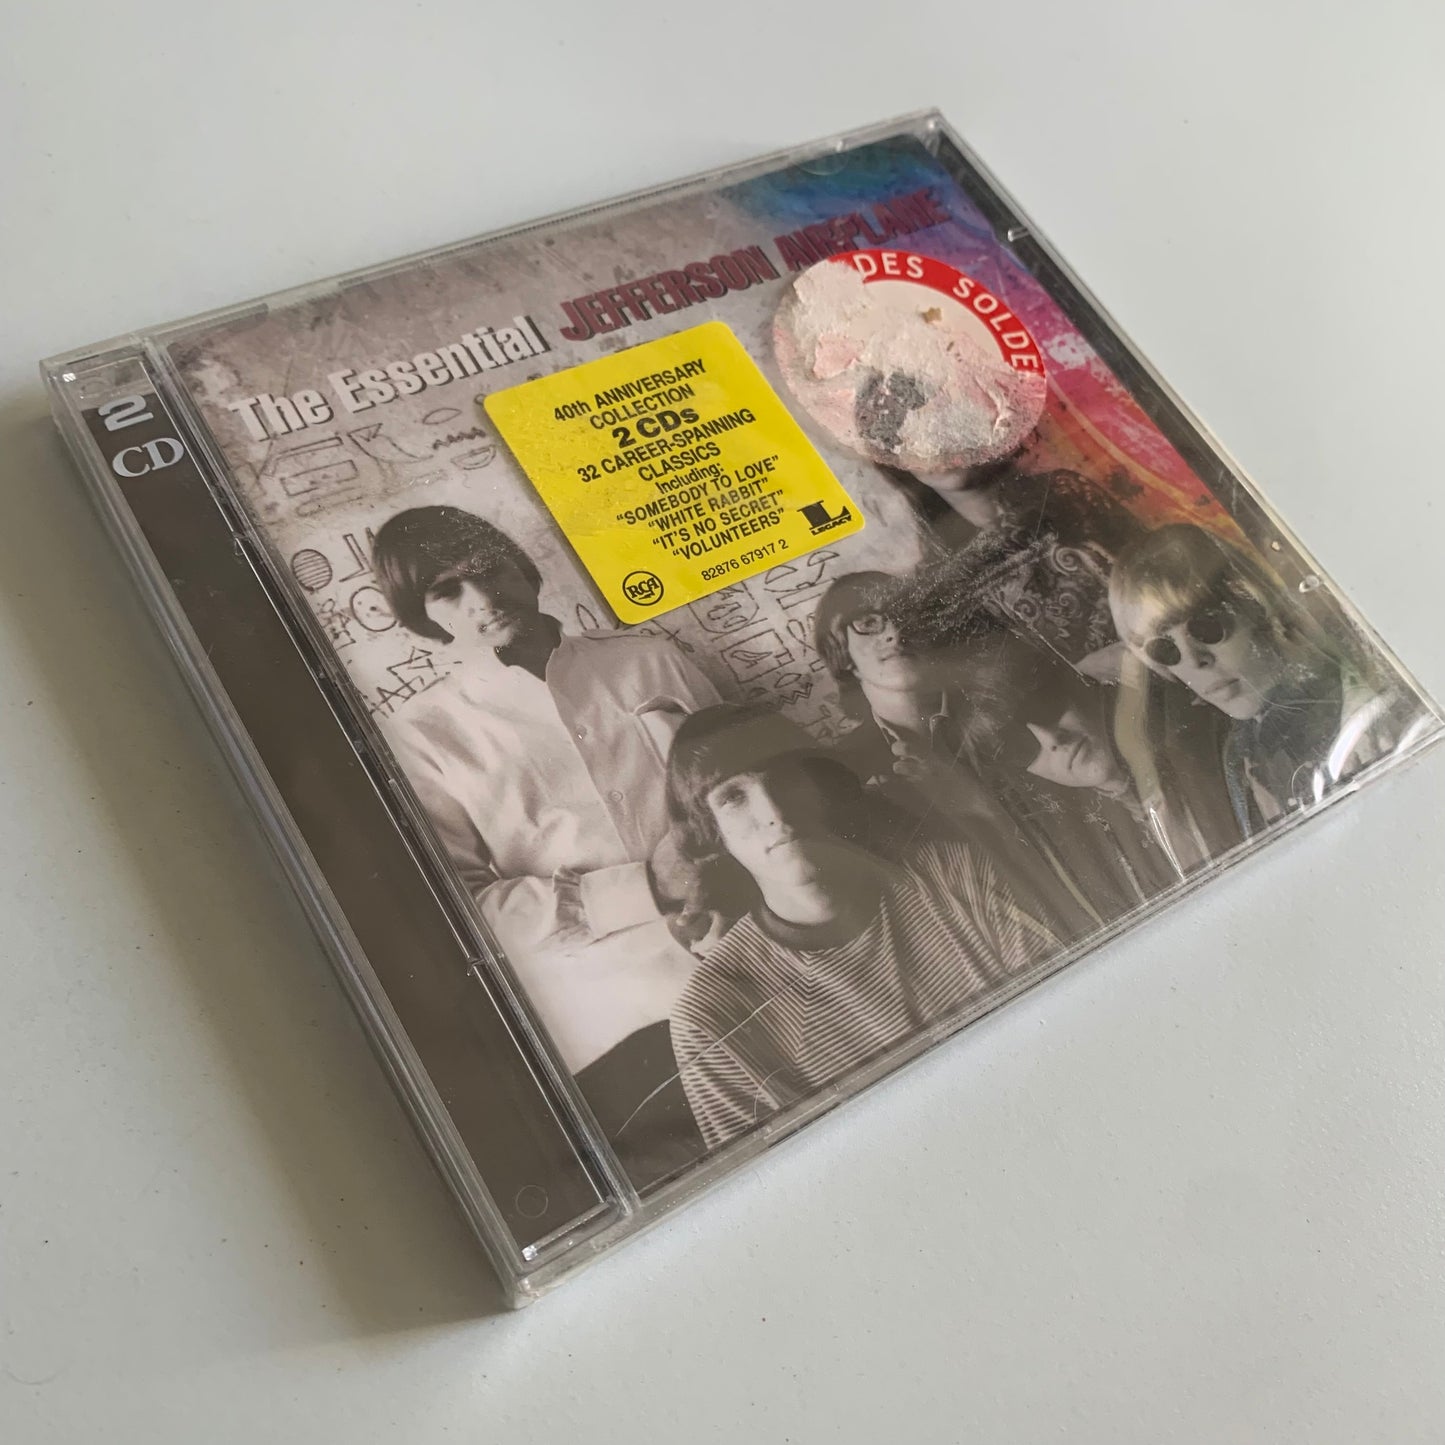 2
CD
The Essential JEFFERSON AIRPLANE
DES SOLDE
40th ANNIVERSARY
COLLECTION
2 CDs
32 CAREER-SPANNING
CLASSICS
Including:
"SOMEBODY TO LOVE"
"WHITE RABBIT"
"IT'S NO SECRET"
"VOLUNTEERS"
RCA
82876 67917 2
L
LEGACY